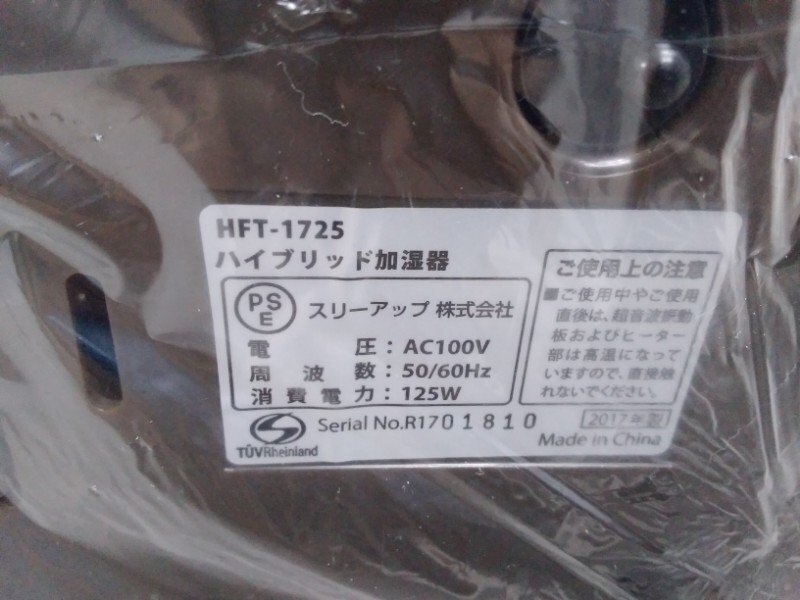 HFT-1725
ハイブリッド加湿器
PS
E
スリーアップ 株式会社
電 圧：AC100V
周 波 数：50/60Hz
消費電力：125W
ご使用上の注意
■ご使用中やご使用
直後は、超音波振動
板およびヒーター
部は高温になって
いますので、直接触
れないでください。
S
TÜVRheinland
Serial No.R1701810
2017年製
Made in China